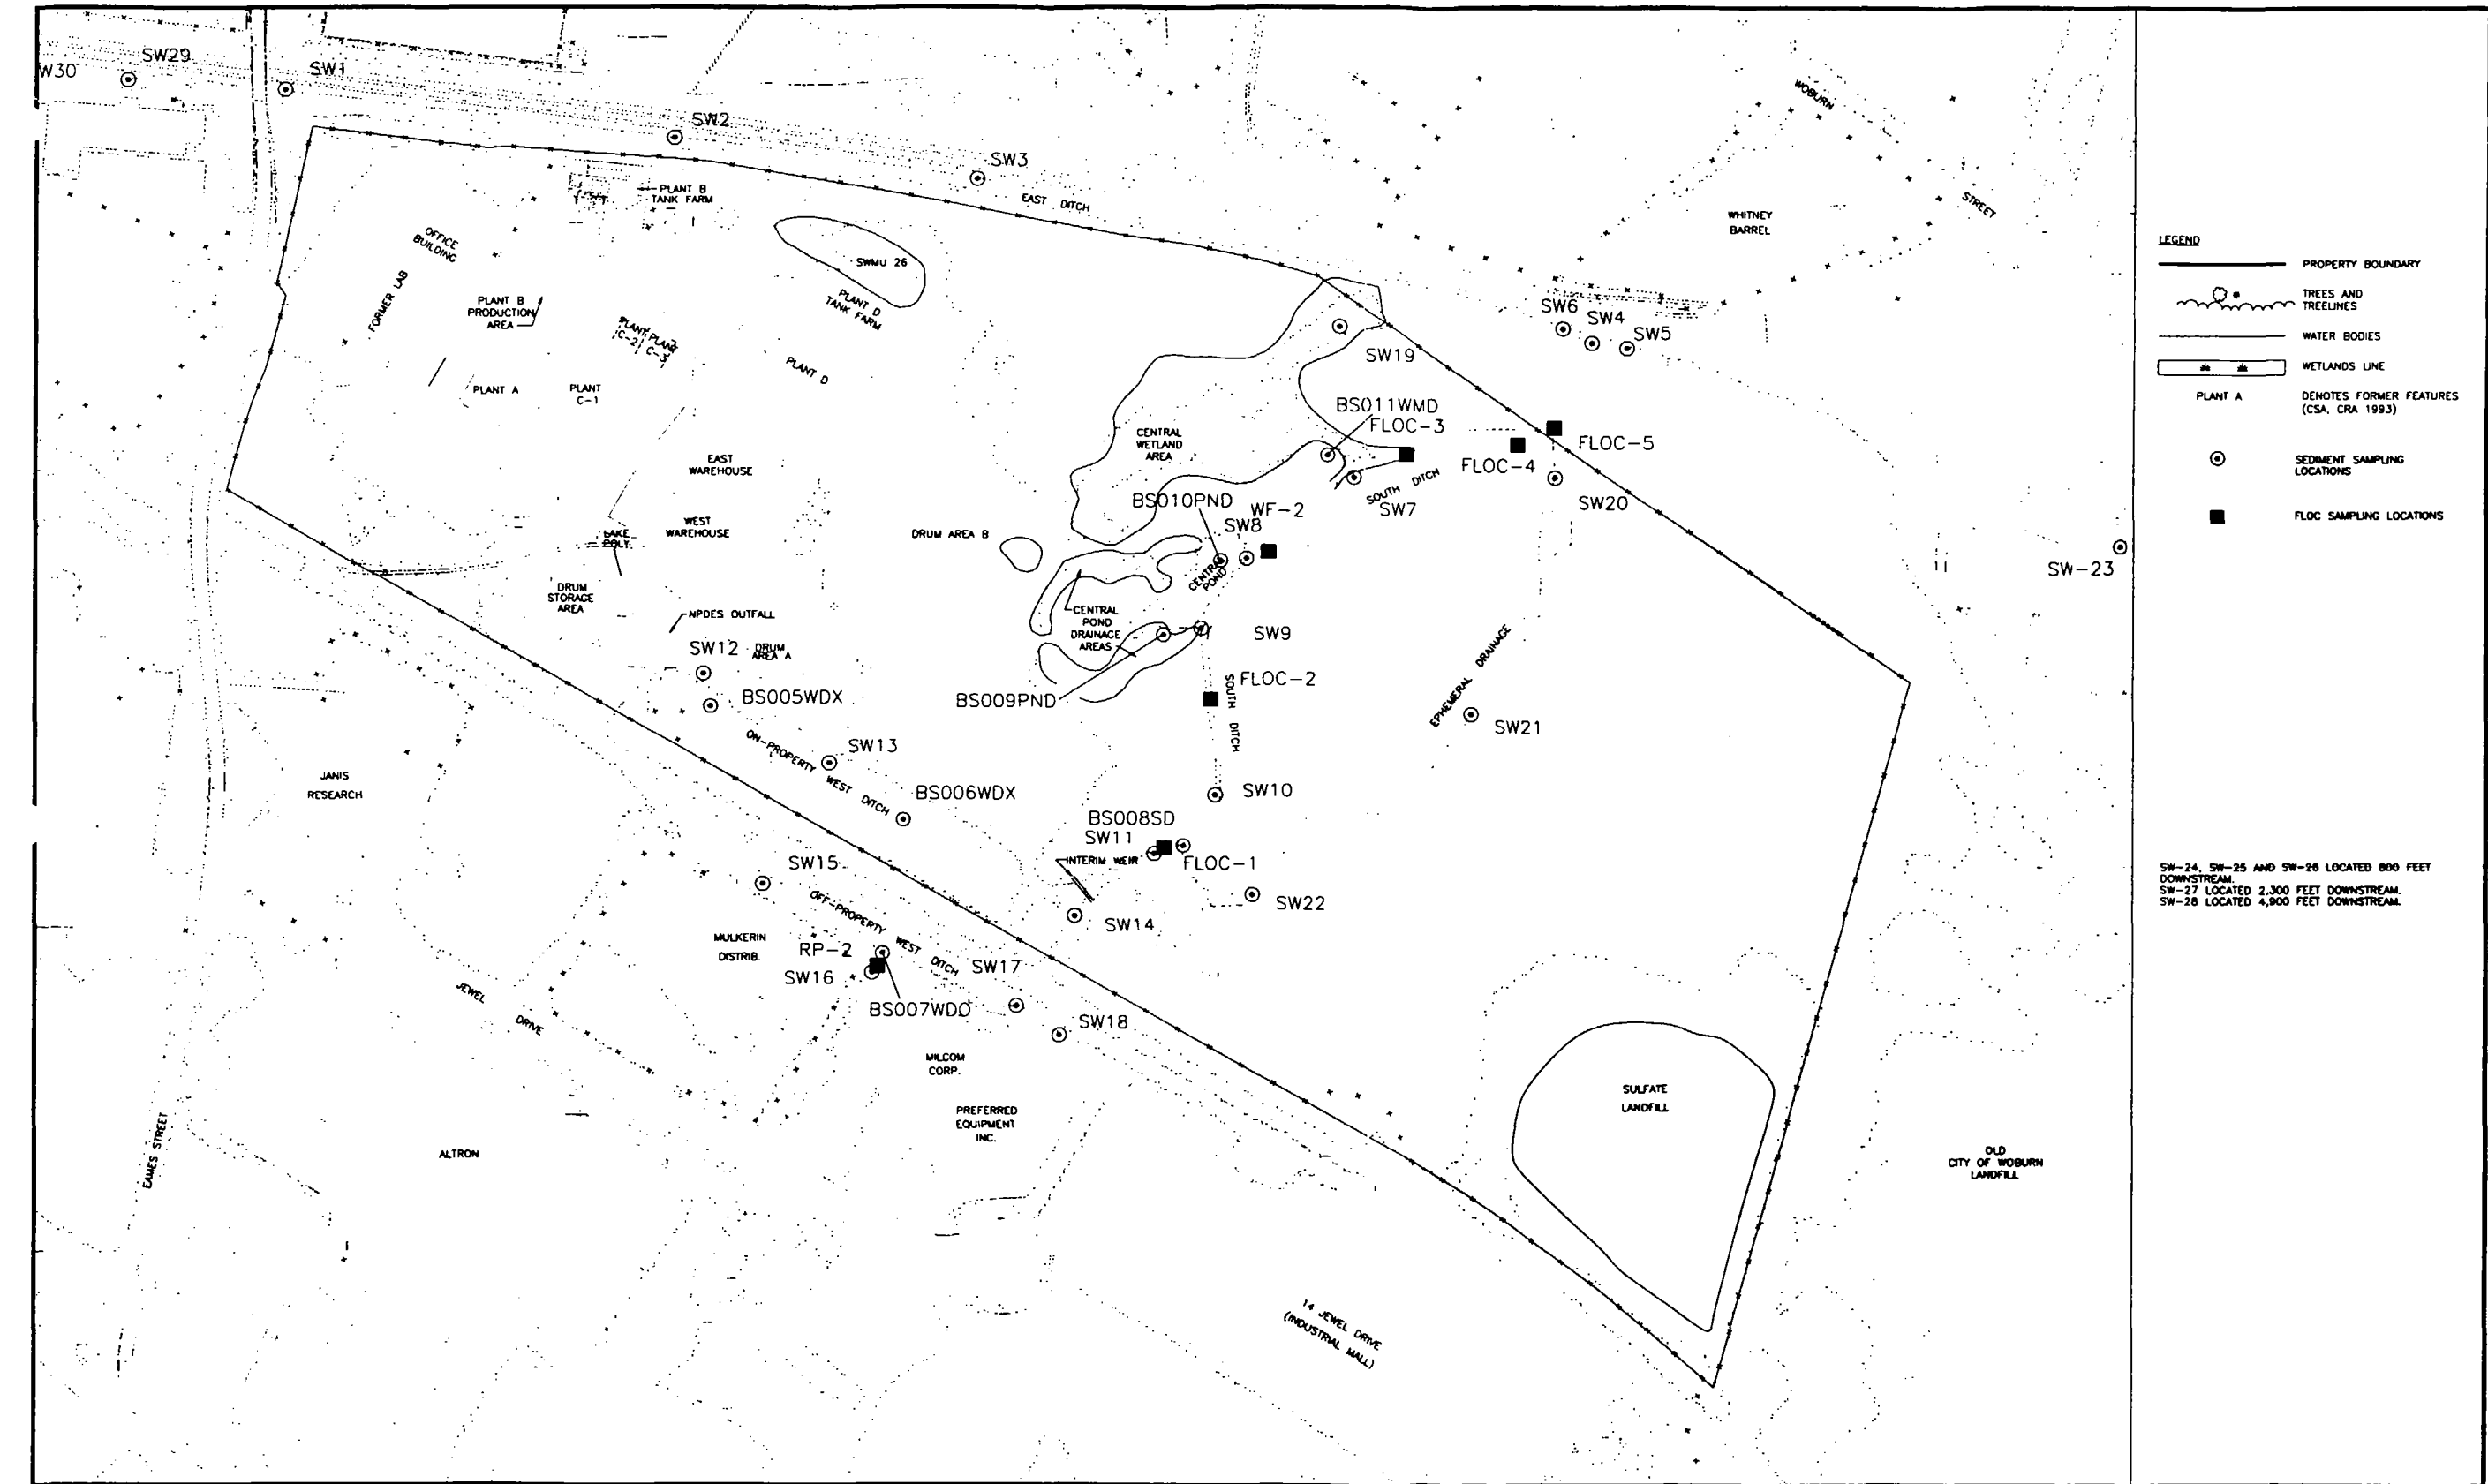 W30
SW29
SW1
SW2
SW3
EAST DITCH
WOBURN
STREET
WHITNEY
BARREL
PLANT B
TANK FARM
OFFICE
BUILDING
FORMER LAB
SWMU 26
PLANT B
PRODUCTION
AREA
PLANT
C-2
PLANT
C-3
PLANT D
TANK FARM
PLANT D
PLANT A
PLANT
C-1
SW6
SW4
SW5
SW19
BS011WMD
FLOC-3
CENTRAL
WETLAND
AREA
FLOC-5
FLOC-4
EAST
WAREHOUSE
SOUTH DITCH
SW7
SW20
BS010PND
WF-2
SW8
WEST
WAREHOUSE
LAKE
POLY
DRUM AREA B
CENTRAL
POND
SW-23
DRUM
STORAGE
AREA
NPDES OUTFALL
CENTRAL
POND
DRAINAGE
AREAS
SW9
SW12
DRUM
AREA A
BS005WDX
BS009PND
FLOC-2
SOUTH
DITCH
EPHEMERAL DRAINAGE
SW21
ON-PROPERTY WEST DITCH
SW13
JANIS
RESEARCH
BS006WDX
SW10
BS008SD
SW11
INTERIM WEIR
FLOC-1
SW15
OFF-PROPERTY WEST DITCH
SW22
SW14
MULKERIN
DISTRIB.
RP-2
SW16
SW17
BS007WDO
SW18
JEWEL
DRIVE
MILCOM
CORP.
PREFERRED
EQUIPMENT
INC.
SULFATE
LANDFILL
EAMES STREET
ALTRON
OLD
CITY OF WOBURN
LANDFILL
14 JEWEL DRIVE
(INDUSTRIAL MALL)
LEGEND
PROPERTY BOUNDARY
TREES AND
TREELINES
WATER BODIES
WETLANDS LINE
PLANT A
DENOTES FORMER FEATURES
(CSA, CRA 1993)
SEDIMENT SAMPLING
LOCATIONS
FLOC SAMPLING LOCATIONS
SW-24, SW-25 AND SW-26 LOCATED 800 FEET
DOWNSTREAM.
SW-27 LOCATED 2,300 FEET DOWNSTREAM.
SW-28 LOCATED 4,900 FEET DOWNSTREAM.